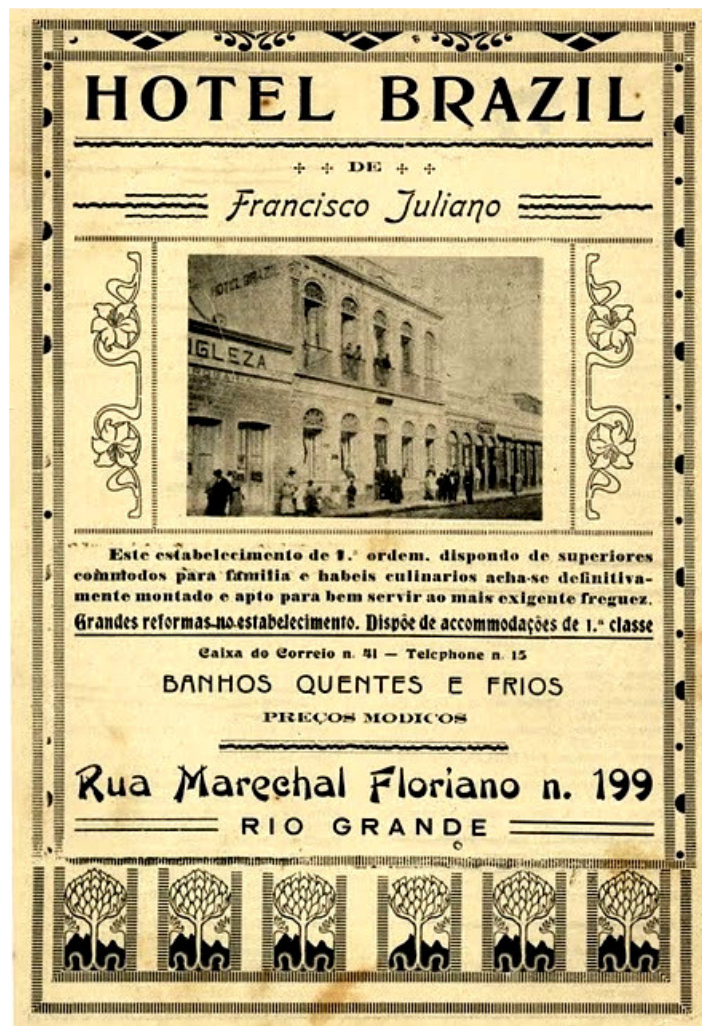 HOTEL BRAZIL
DE
Francisco Juliano
HOTEL BRAZIL
NGLEZA
Este estabelecimento de 1.ª ordem, dispondo de superiores
commodos para familia e habeis culinarios acha-se definitiva-
mente montado e apto para bem servir ao mais exigente freguez.
Grandes reformas no estabelecimento. Dispõe de accommodações de 1.ª classe
Caixa do Correio n. 41 — Telephone n. 15
BANHOS QUENTES E FRIOS
PREÇOS MODICOS
Rua Marechal Floriano n. 199
RIO GRANDE